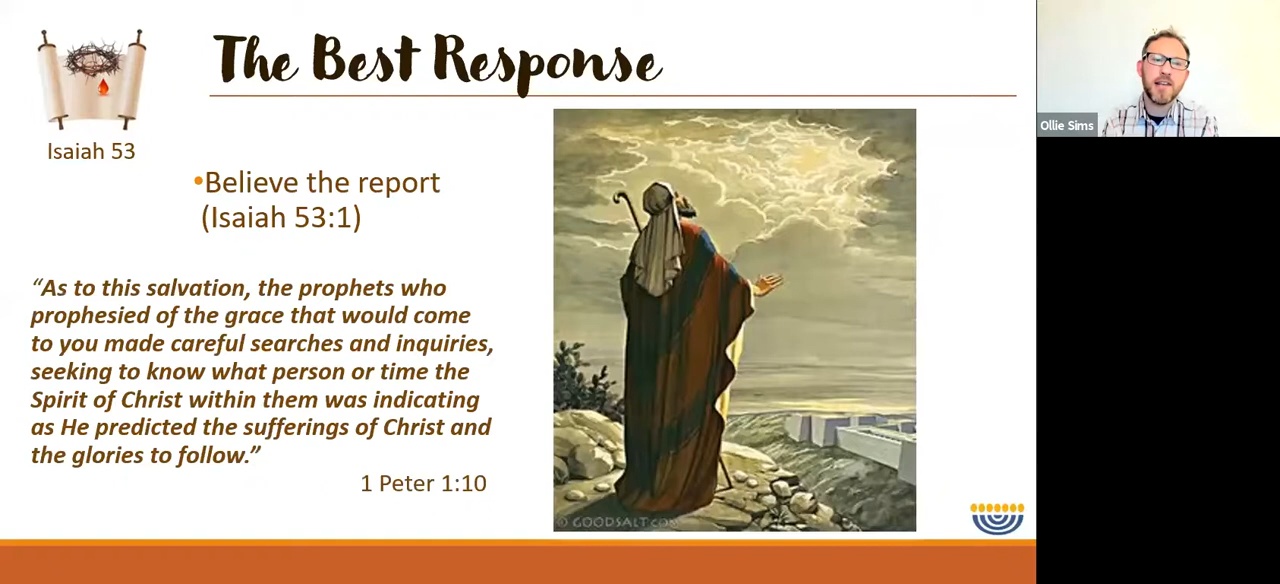 The Best Response
Isaiah 53
•Believe the report
(Isaiah 53:1)
“As to this salvation, the prophets who
prophesied of the grace that would come
to you made careful searches and inquiries,
seeking to know what person or time the
Spirit of Christ within them was indicating
as He predicted the sufferings of Christ and
the glories to follow.”
1 Peter 1:10
© GOODSALT.COM
Ollie Sims